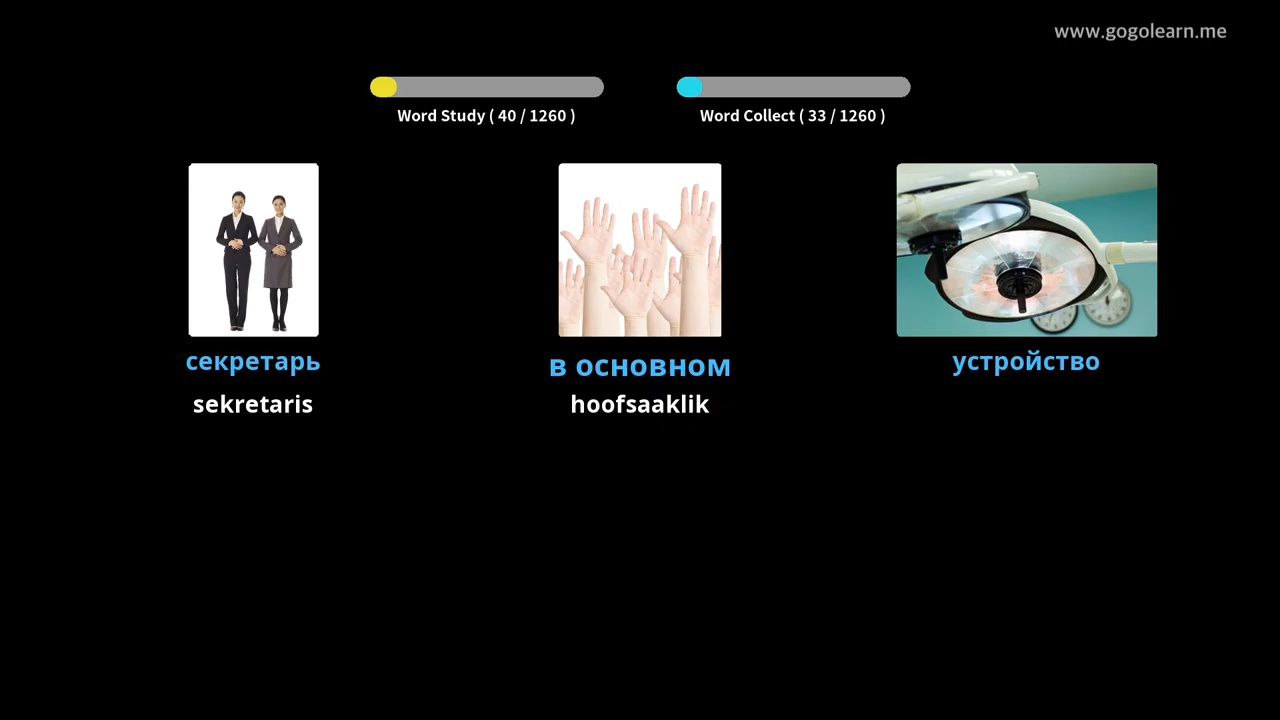 www.gogolearn.me
Word Study ( 40 / 1260 )
Word Collect ( 33 / 1260 )
секретарь
в основном
устройство
sekretaris
hoofsaaklik